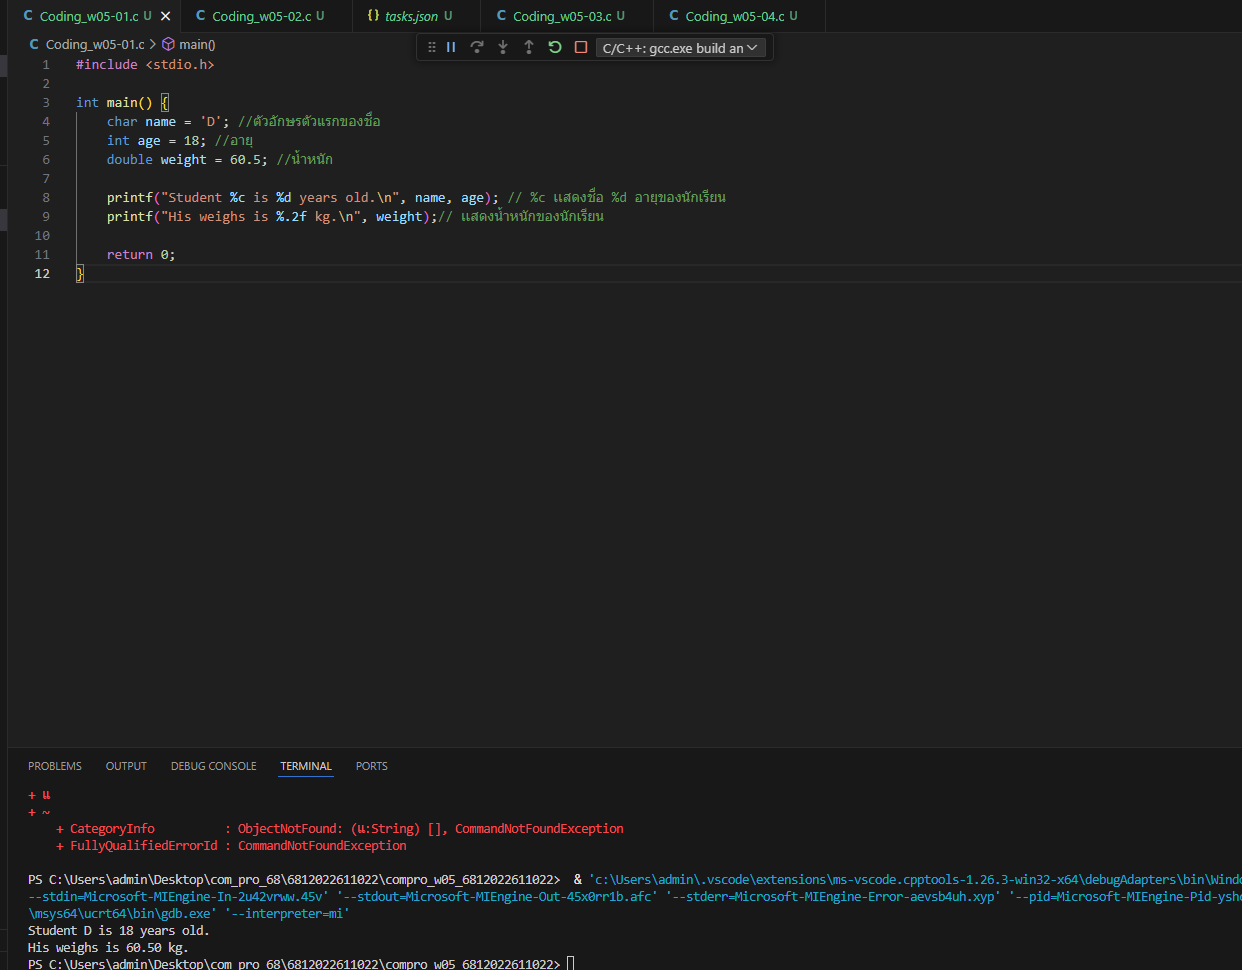 Coding_w05-01.c U
Coding_w05-02.c U
tasks.json U
Coding_w05-03.c U
Coding_w05-04.c U
Coding_w05-01.c > main()
C/C++: gcc.exe build an
1 #include <stdio.h>
2
3 int main() {
4 char name = 'D'; //ตัวอักษรตัวแรกของชื่อ
5 int age = 18; //อายุ
6 double weight = 60.5; //น้ำหนัก
7
8 printf("Student %c is %d years old.\n", name, age); // %c แสดงชื่อ %d อายุของนักเรียน
9 printf("His weighs is %.2f kg.\n", weight);// แสดงน้ำหนักของนักเรียน
10
11 return 0;
12 }
PROBLEMS OUTPUT DEBUG CONSOLE TERMINAL PORTS
+ แ
+ ~
+ CategoryInfo : ObjectNotFound: (แ:String) [], CommandNotFoundException
+ FullyQualifiedErrorId : CommandNotFoundException
PS C:\Users\admin\Desktop\com_pro_68\6812022611022\compro_w05_6812022611022> & 'c:\Users\admin\.vscode\extensions\ms-vscode.cpptools-1.26.3-win32-x64\debugAdapters\bin\Windo
--stdin=Microsoft-MIEngine-In-2u42vrww.45v' '--stdout=Microsoft-MIEngine-Out-45x0rr1b.afc' '--stderr=Microsoft-MIEngine-Error-aevsb4uh.xyp' '--pid=Microsoft-MIEngine-Pid-ysho
\msys64\ucrt64\bin\gdb.exe' '--interpreter=mi'
Student D is 18 years old.
His weighs is 60.50 kg.
PS C:\Users\admin\Desktop\com_pro_68\6812022611022\compro_w05_6812022611022>